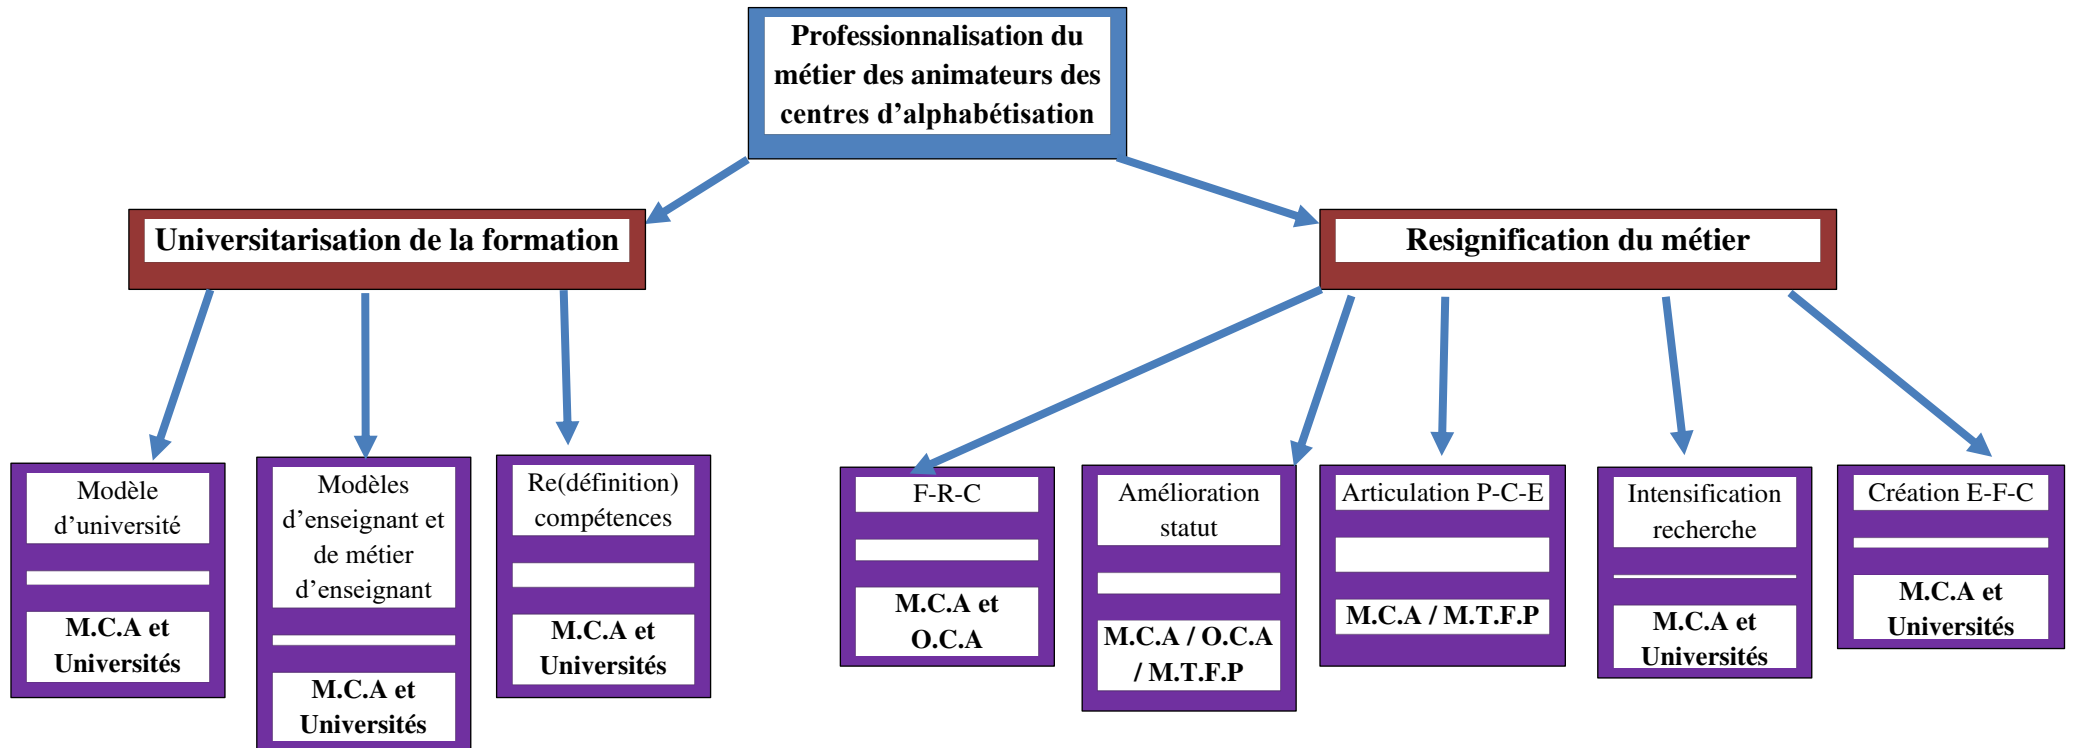 Professionnalisation du
métier des animateurs des
centres d’alphabétisation
Universitarisation de la formation
Resignification du métier
Modèle
d’université
M.C.A et
Universités
Modèles
d’enseignant et
de métier
d’enseignant
M.C.A et
Universités
Re(définition)
compétences
M.C.A et
Universités
F-R-C
M.C.A et
O.C.A
Amélioration
statut
M.C.A / O.C.A
/ M.T.F.P
Articulation P-C-E
M.C.A / M.T.F.P
Intensification
recherche
M.C.A et
Universités
Création E-F-C
M.C.A et
Universités